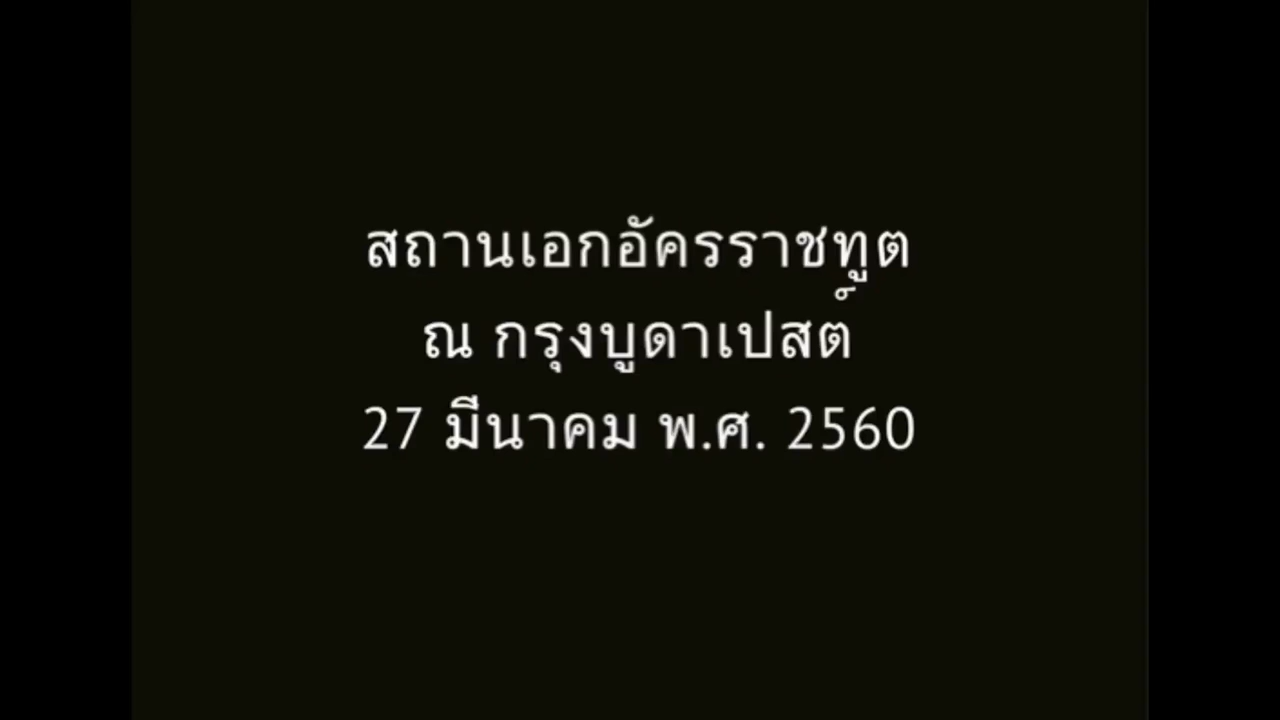 สถานเอกอัครราชทูต
ณ กรุงบูดาเปสต์
27 มีนาคม พ.ศ. 2560